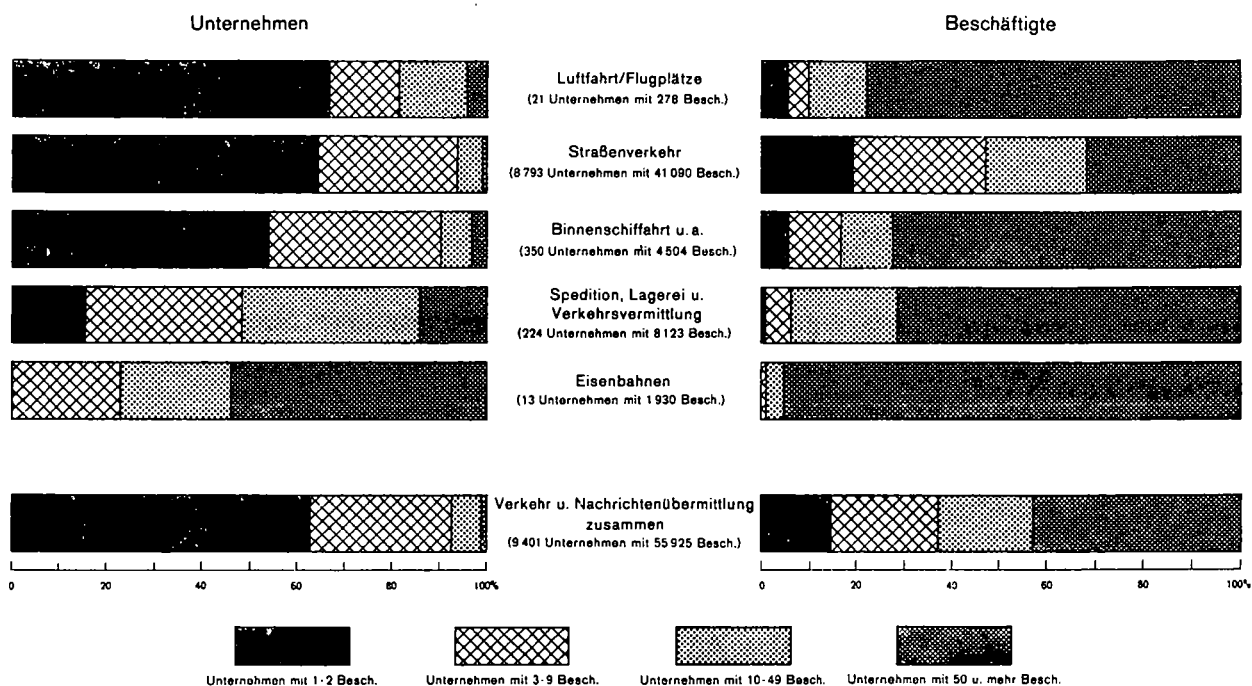 Unternehmen
Beschäftigte
Luftfahrt/Flugplätze
(21 Unternehmen mit 278 Besch.)
Straßenverkehr
(8 793 Unternehmen mit 41 090 Besch.)
Binnenschiffahrt u. a.
(350 Unternehmen mit 4 504 Besch.)
Spedition, Lagerei u.
Verkehrsvermittlung
(224 Unternehmen mit 8 123 Besch.)
Eisenbahnen
(13 Unternehmen mit 1 930 Besch.)
Verkehr u. Nachrichtenübermittlung
zusammen
(9 401 Unternehmen mit 55 925 Besch.)
0 20 40 60 80 100%
0 20 40 60 80 100%
Unternehmen mit 1-2 Besch.
Unternehmen mit 3-9 Besch.
Unternehmen mit 10-49 Besch.
Unternehmen mit 50 u. mehr Besch.